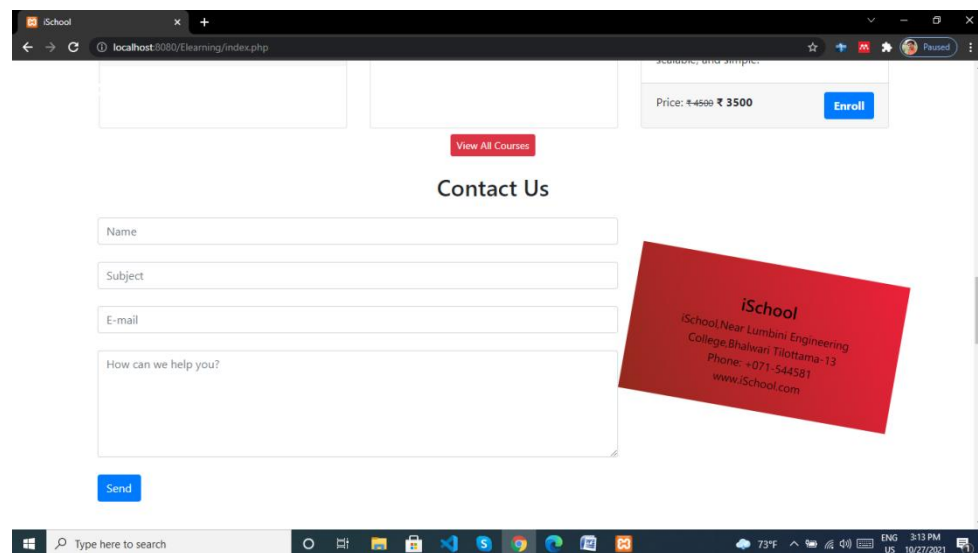 iSchool
localhost:8080/Elearning/index.php
Paused
scalable, and simple.
Price: ₹ 4500 ₹ 3500
Enroll
View All Courses
Contact Us
Name
Subject
E-mail
How can we help you?
Send
iSchool
iSchool,Near Lumbini Engineering
College,Bhalwari Tilottama-13
Phone: +071-544581
www.iSchool.com
Type here to search
73°F
ENG
US
3:13 PM
10/27/2021